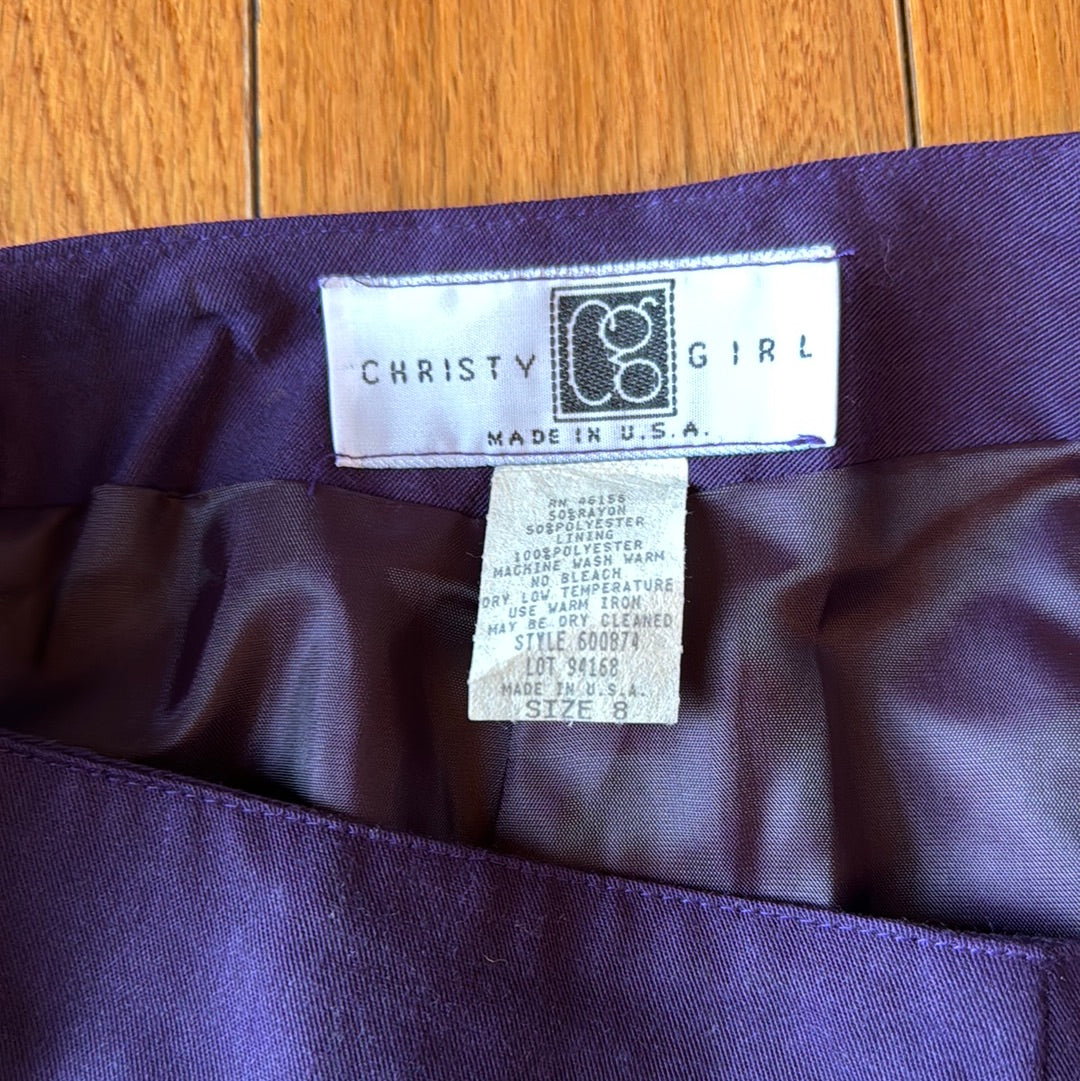 CHRISTY CG GIRL
MADE IN U.S.A.
RN 46156
50%RAYON
50%POLYESTER
LINING
100%POLYESTER
MACHINE WASH WARM
NO BLEACH
DRY LOW TEMPERATURE
USE WARM IRON
MAY BE DRY CLEANED
STYLE 600874
LOT 94168
MADE IN U.S.A.
SIZE 8